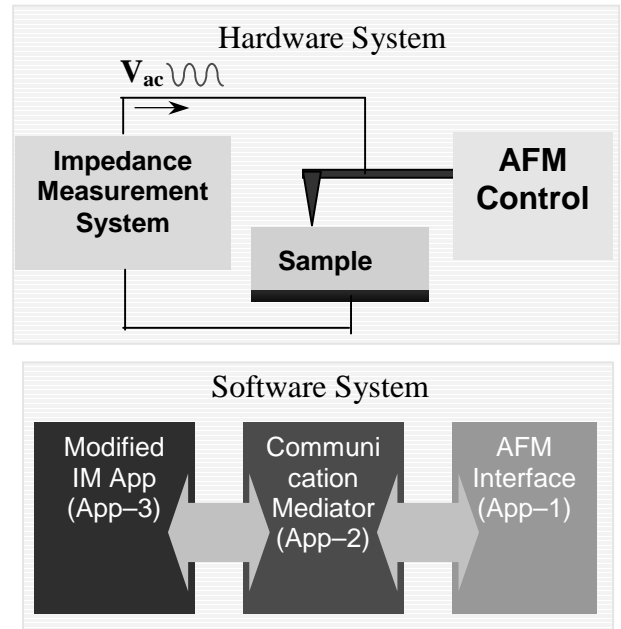 Hardware System
Vac
Impedance
Measurement
System
AFM
Control
Sample
Software System
Modified
IM App
(App–3)
Communi
cation
Mediator
(App–2)
AFM
Interface
(App–1)